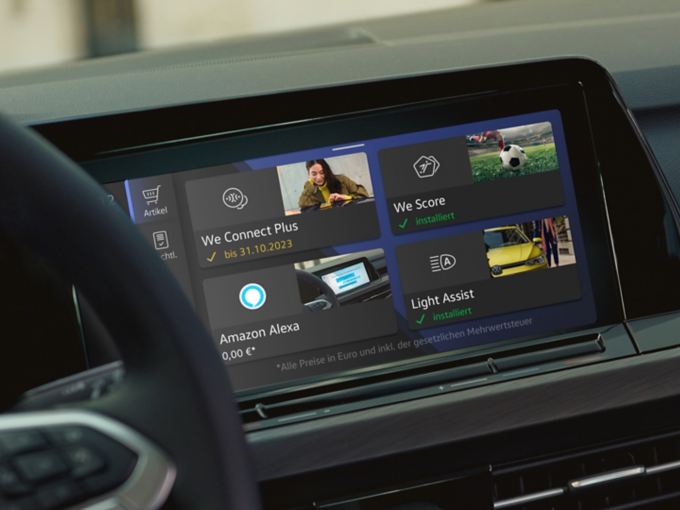 Artikel
chtl.
We Connect Plus
bis 31.10.2023
We Score
installiert
Amazon Alexa
0,00 €*
Light Assist
installiert
*Alle Preise in Euro und inkl. der gesetzlichen Mehrwertsteuer